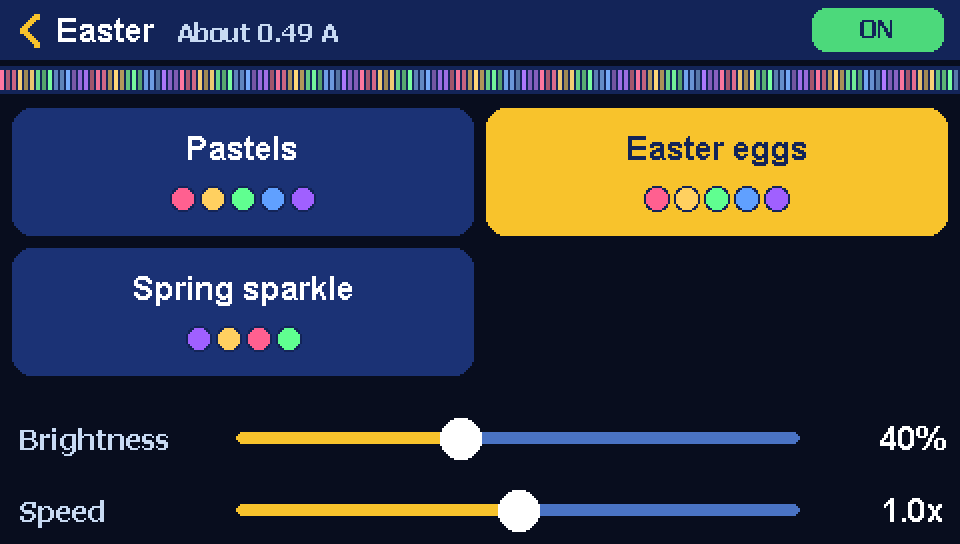 Easter About 0.49 A ON
Pastels
Easter eggs
Spring sparkle
Brightness 40%
Speed 1.0x